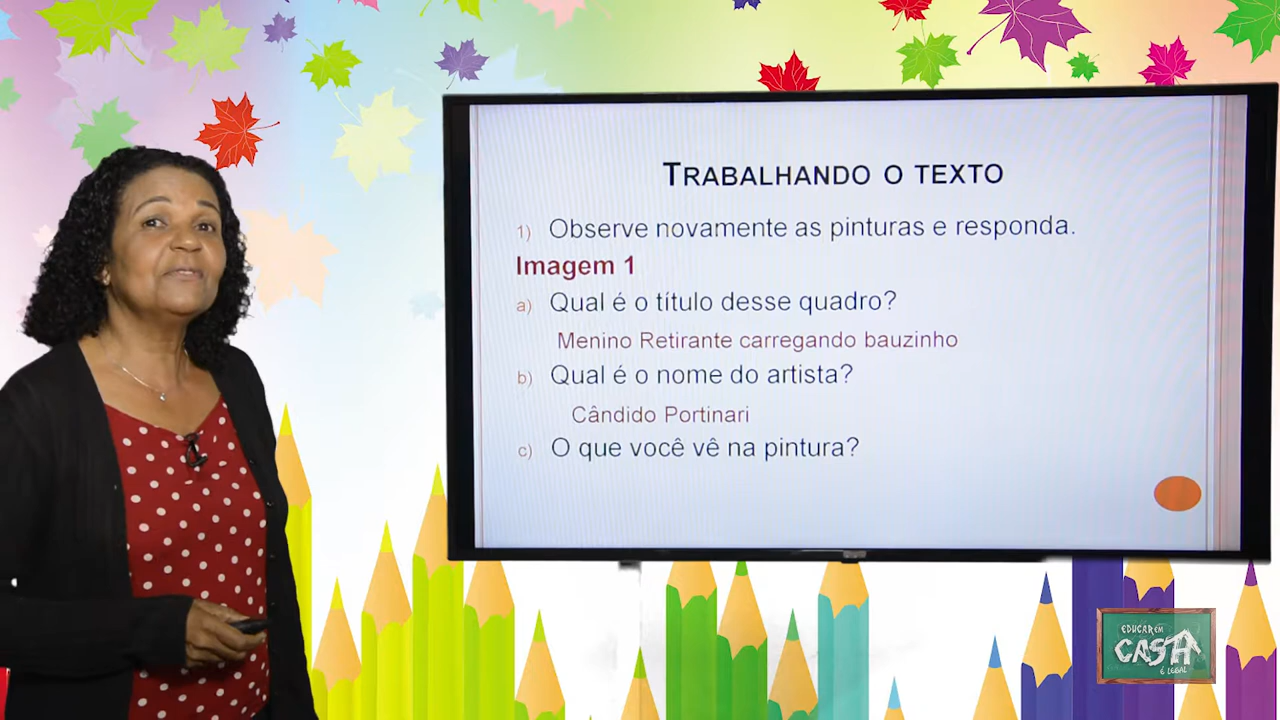 TRABALHANDO O TEXTO
1) Observe novamente as pinturas e responda.
Imagem 1
a) Qual é o título desse quadro?
Menino Retirante carregando bauzinho
b) Qual é o nome do artista?
Cândido Portinari
c) O que você vê na pintura?
EDUCAR EM
CASA
É LEGAL